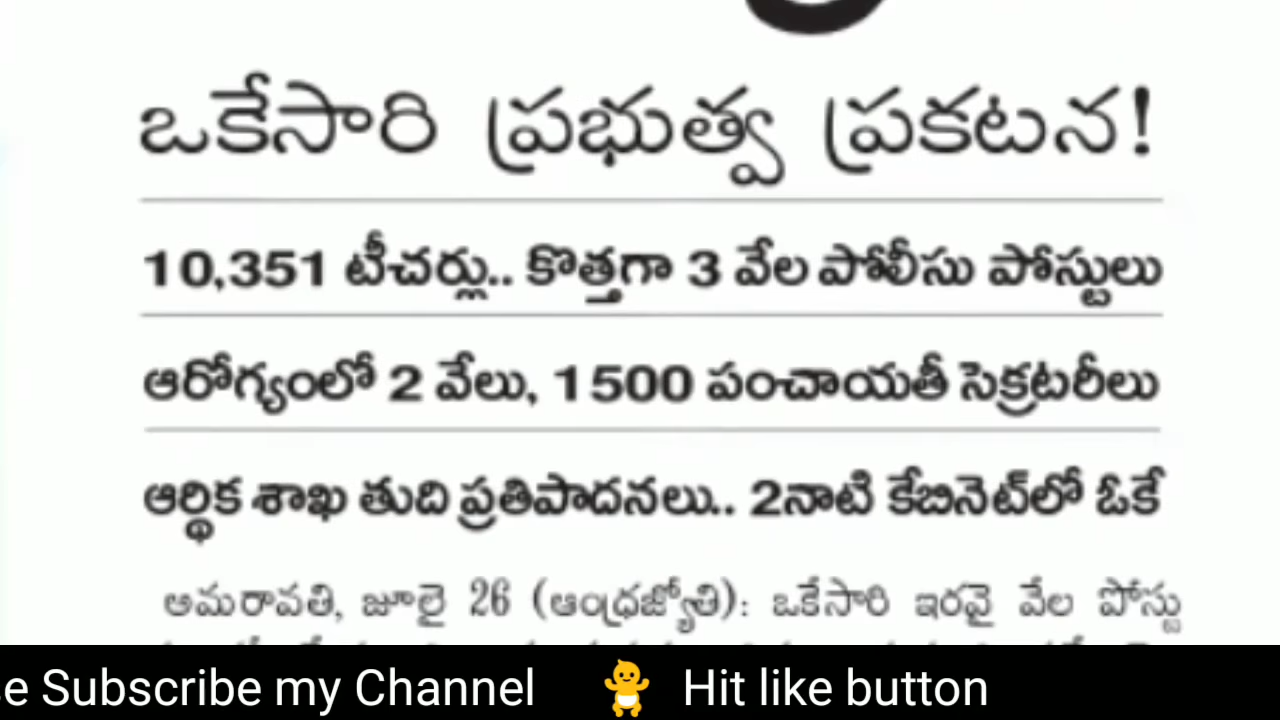 ఒకేసారి ప్రభుత్వ ప్రకటన!
10,351 టీచర్లు.. కొత్తగా 3 వేల పోలీసు పోస్టులు
ఆరోగ్యంలో 2 వేలు, 1500 పంచాయతీ సెక్రటరీలు
ఆర్థిక శాఖ తుది ప్రతిపాదనలు.. 2నాటి కేబినెట్‌లో ఓకే
అమరావతి, జూలై 26 (ఆంధ్రజ్యోతి): ఒకేసారి ఇరవై వేల పోస్టు
Subscribe my Channel 👶 Hit like button